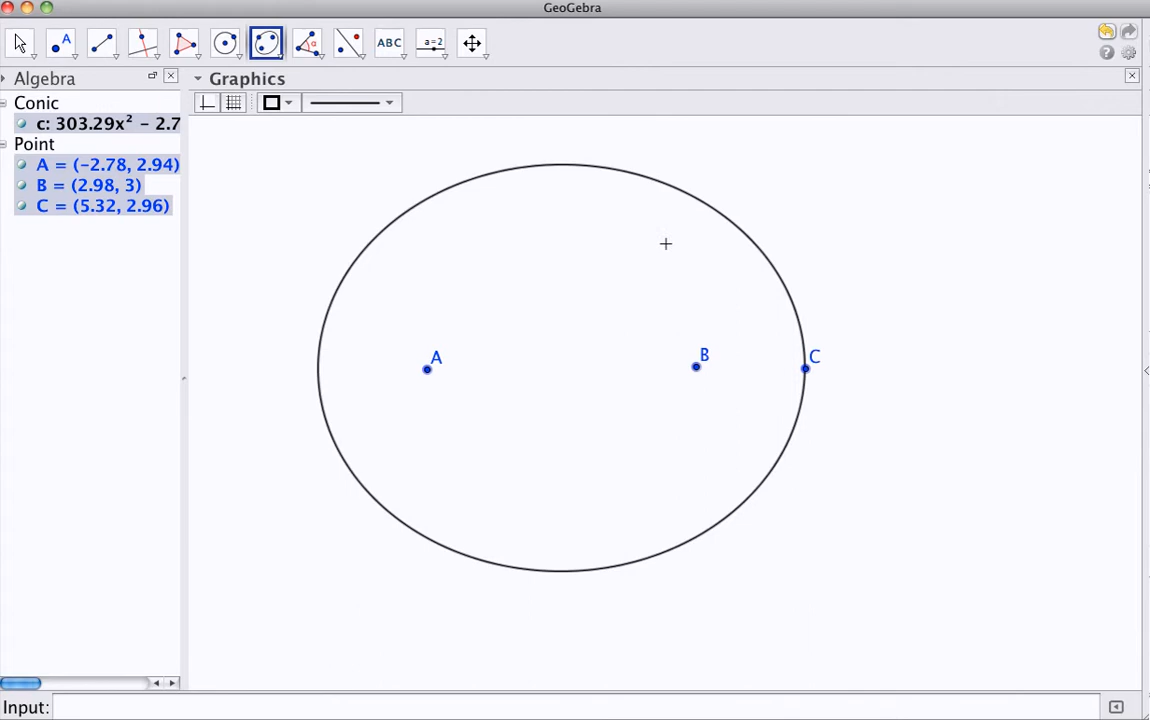 GeoGebra
A
ABC
a=2
Algebra
Graphics
Conic
c: 303.29x² – 2.7
Point
A = (–2.78, 2.94)
B = (2.98, 3)
C = (5.32, 2.96)
A
B
C
Input: